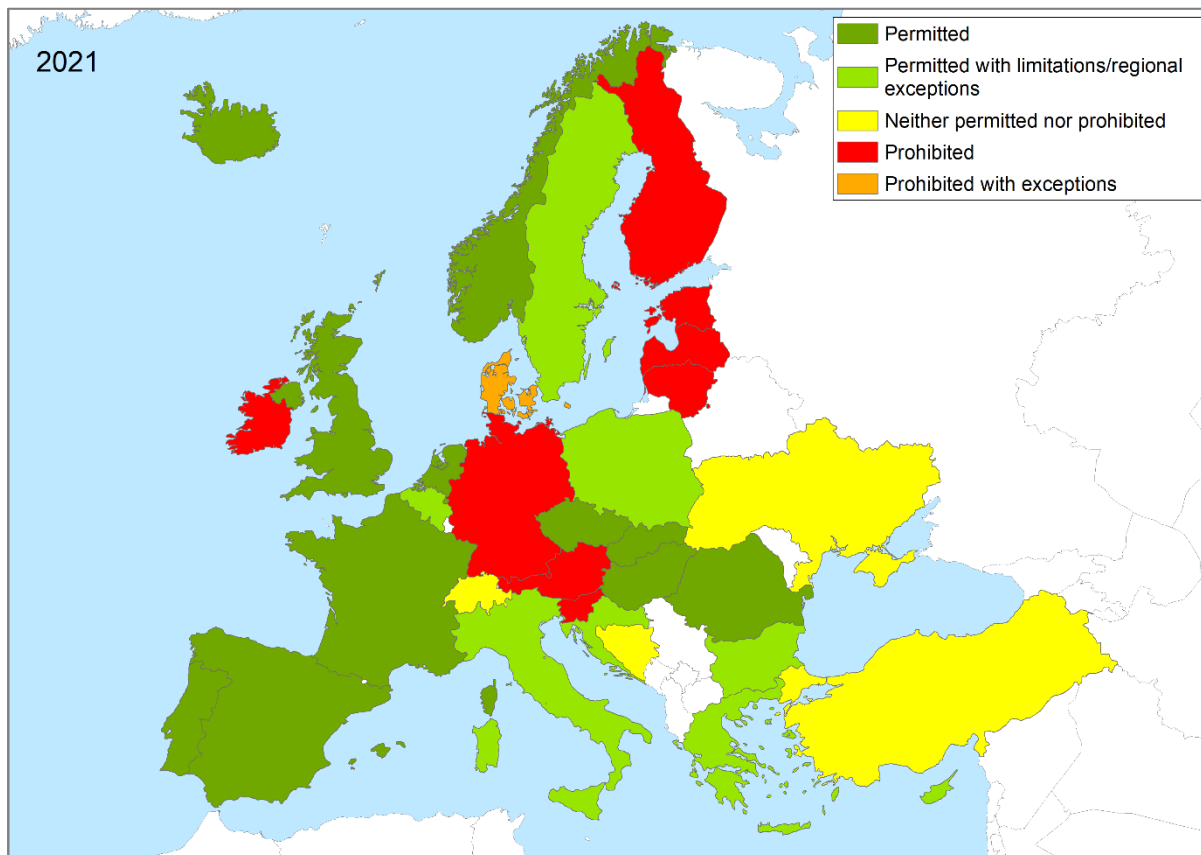 2021
Permitted
Permitted with limitations/regional
exceptions
Neither permitted nor prohibited
Prohibited
Prohibited with exceptions